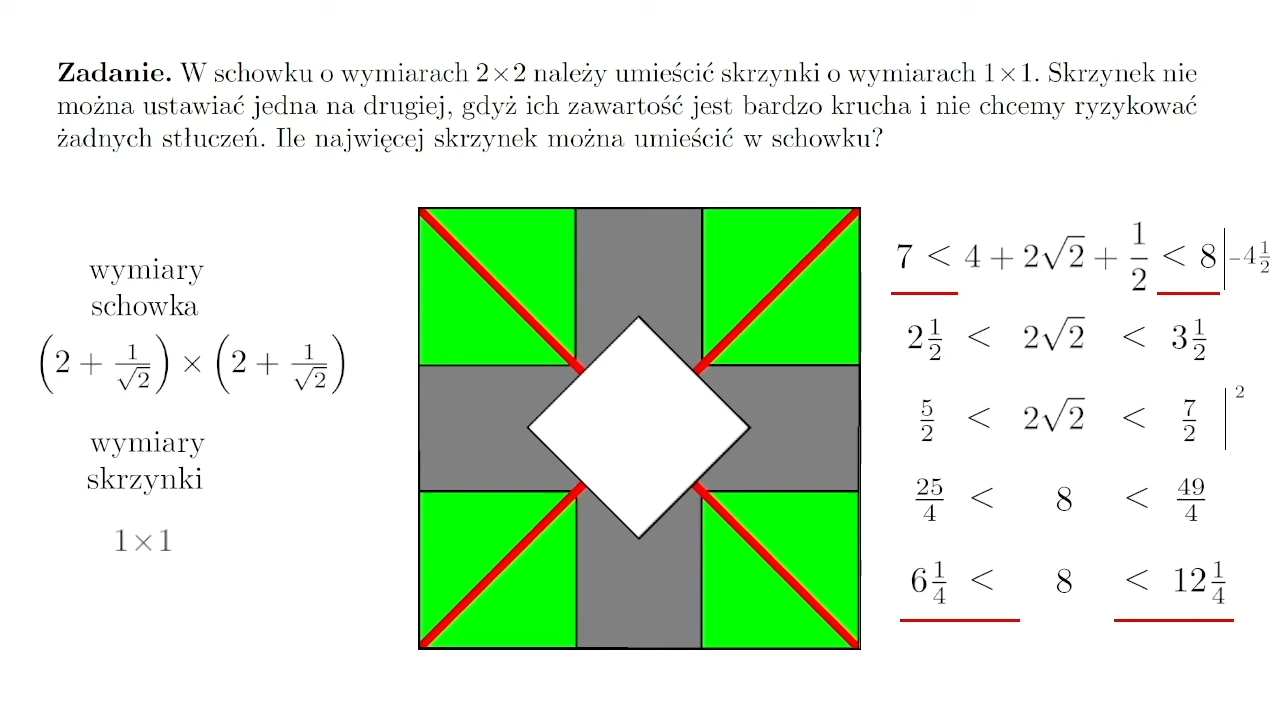 Zadanie. W schowku o wymiarach 2×2 należy umieścić skrzynki o wymiarach 1×1. Skrzynek nie
można ustawiać jedna na drugiej, gdyż ich zawartość jest bardzo krucha i nie chcemy ryzykować
żadnych stłuczeń. Ile najwięcej skrzynek można umieścić w schowku?
wymiary
schowka
(2 + 1/√2) × (2 + 1/√2)
wymiary
skrzynki
1×1
7 < 4 + 2√2 + 1/2 < 8 | −4 1/2
2 1/2 < 2√2 < 3 1/2
5/2 < 2√2 < 7/2 | ²
25/4 < 8 < 49/4
6 1/4 < 8 < 12 1/4